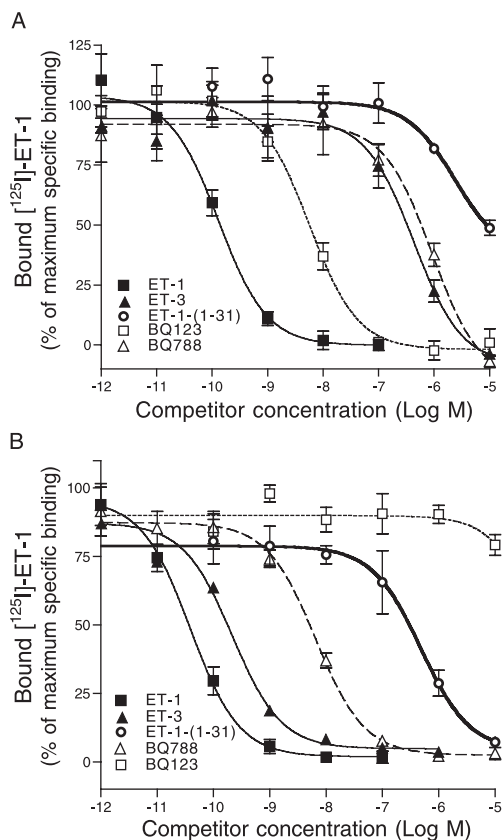 A
Bound [¹²⁵I]-ET-1
(% of maximum specific binding)
125
100
75
50
25
0
ET-1
ET-3
ET-1-(1-31)
BQ123
BQ788
-12 -11 -10 -9 -8 -7 -6 -5
Competitor concentration (Log M)
B
Bound [¹²⁵I]-ET-1
(% of maximum specific binding)
100
75
50
25
0
ET-1
ET-3
ET-1-(1-31)
BQ788
BQ123
-12 -11 -10 -9 -8 -7 -6 -5
Competitor concentration (Log M)